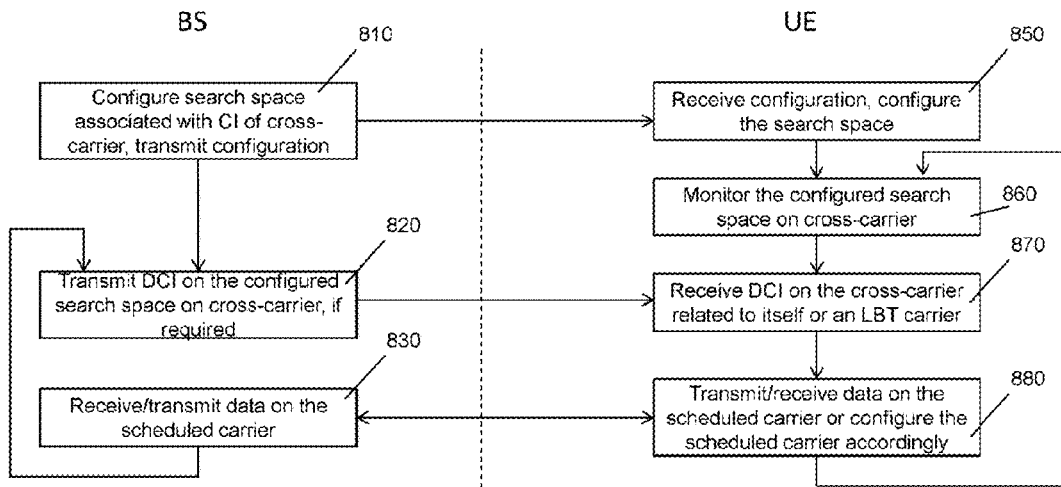 BS
UE
810
Configure search space
associated with CI of cross-
carrier, transmit configuration
850
Receive configuration, configure
the search space
Monitor the configured search
space on cross-carrier
860
820
Transmit DCI on the configured
search space on cross-carrier, if
required
870
Receive DCI on the cross-carrier
related to itself or an LBT carrier
830
Receive/transmit data on the
scheduled carrier
880
Transmit/receive data on the
scheduled carrier or configure the
scheduled carrier accordingly